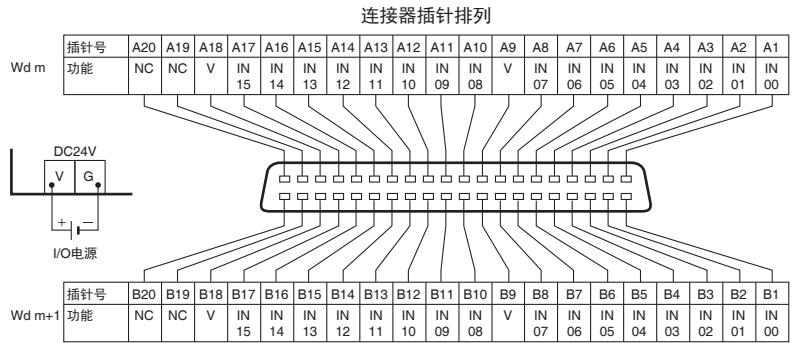 连接器插针排列
插针号 A20 A19 A18 A17 A16 A15 A14 A13 A12 A11 A10 A9 A8 A7 A6 A5 A4 A3 A2 A1
Wd m 功能 NC NC V IN 15 IN 14 IN 13 IN 12 IN 11 IN 10 IN 09 IN 08 V IN 07 IN 06 IN 05 IN 04 IN 03 IN 02 IN 01 IN 00
DC24V
V G
+ −
I/O电源
插针号 B20 B19 B18 B17 B16 B15 B14 B13 B12 B11 B10 B9 B8 B7 B6 B5 B4 B3 B2 B1
Wd m+1 功能 NC NC V IN 15 IN 14 IN 13 IN 12 IN 11 IN 10 IN 09 IN 08 V IN 07 IN 06 IN 05 IN 04 IN 03 IN 02 IN 01 IN 00